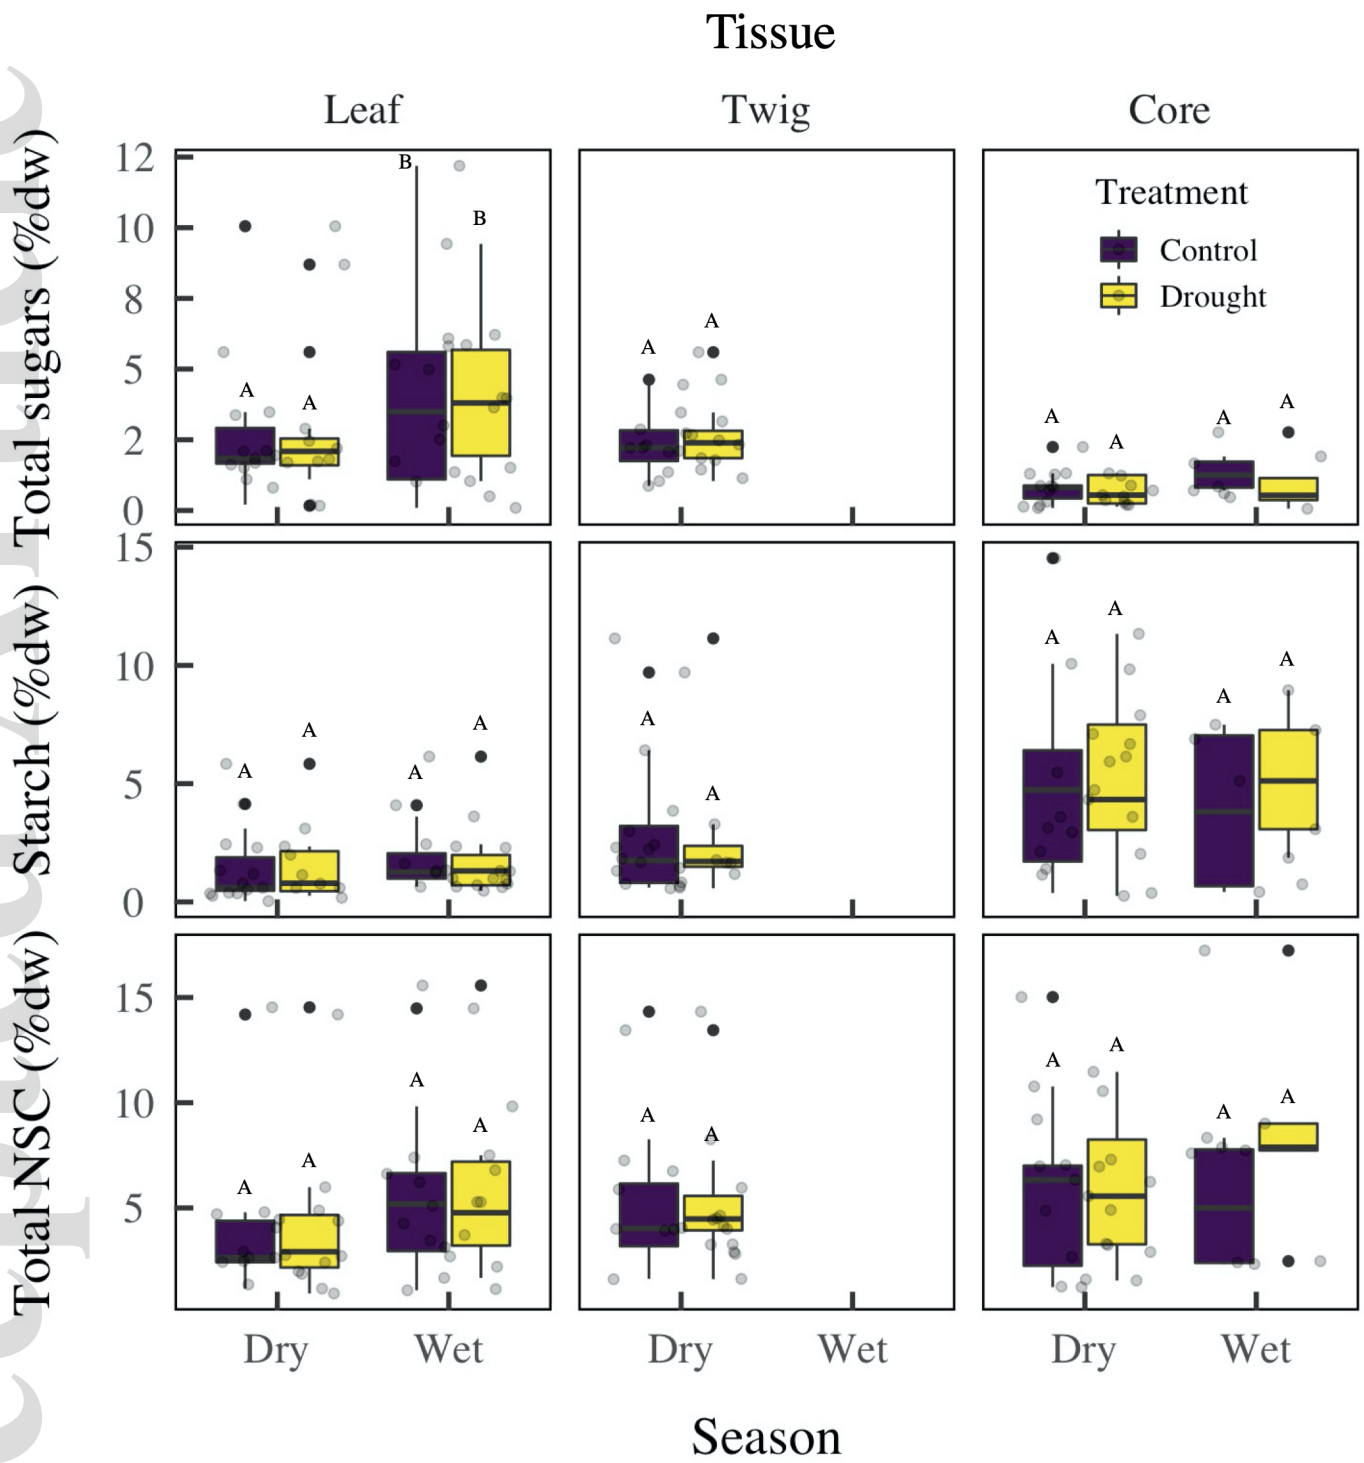 Tissue
Leaf Twig Core
Total sugars (%dw)
12
10
8
5
2
0
B
B
A
A
A
A
Treatment
Control
Drought
A
A
A
A
Starch (%dw)
15
10
5
0
A
A
A
A
A
A
A
A
A
A
Total NSC (%dw)
15
10
5
A
A
A
A
A
A
A
A
A
A
Dry Wet Dry Wet Dry Wet
Season